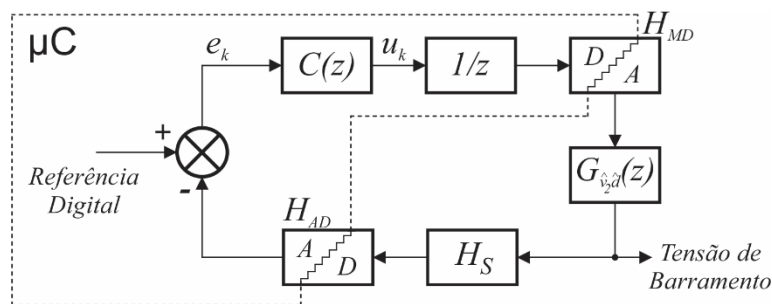 μC
e_k
C(z)
u_k
1/z
H_MD
D
A
+
-
Referência
Digital
G_v̂₂d̂(z)
H_AD
A
D
H_S
Tensão de
Barramento